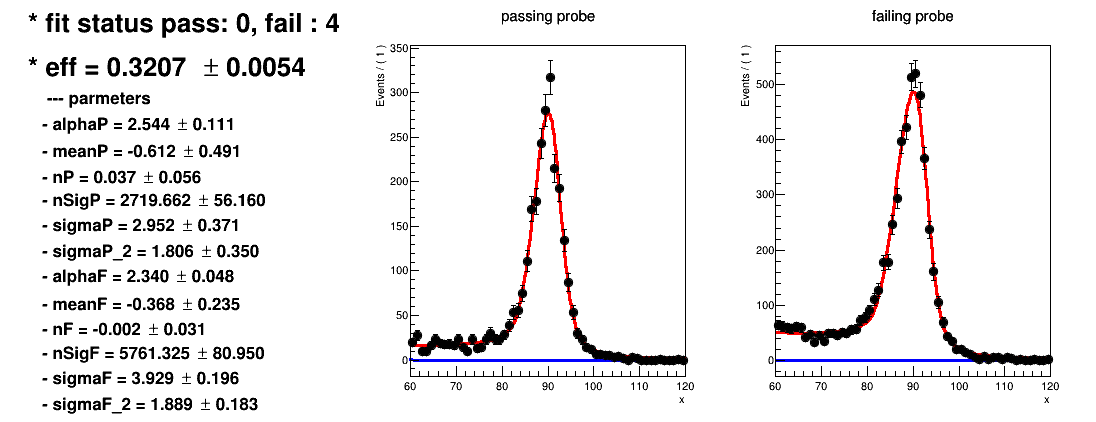 * fit status pass: 0, fail : 4
* eff = 0.3207 ± 0.0054
--- parmeters
- alphaP = 2.544 ± 0.111
- meanP = -0.612 ± 0.491
- nP = 0.037 ± 0.056
- nSigP = 2719.662 ± 56.160
- sigmaP = 2.952 ± 0.371
- sigmaP_2 = 1.806 ± 0.350
- alphaF = 2.340 ± 0.048
- meanF = -0.368 ± 0.235
- nF = -0.002 ± 0.031
- nSigF = 5761.325 ± 80.950
- sigmaF = 3.929 ± 0.196
- sigmaF_2 = 1.889 ± 0.183
passing probe
Events / ( 1 )
350
300
250
200
150
100
50
0
60 70 80 90 100 110 120
x
failing probe
Events / ( 1 )
500
400
300
200
100
0
60 70 80 90 100 110 120
x